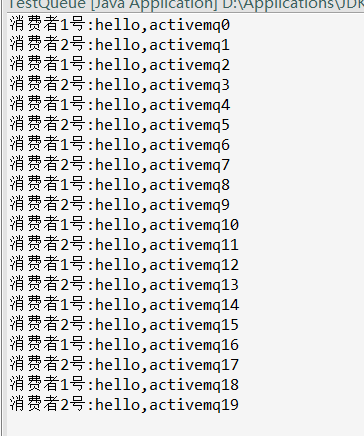 TestQueue [Java Application] D:\Applications\JDK
消费者1号:hello,activemq0
消费者2号:hello,activemq1
消费者1号:hello,activemq2
消费者2号:hello,activemq3
消费者1号:hello,activemq4
消费者2号:hello,activemq5
消费者1号:hello,activemq6
消费者2号:hello,activemq7
消费者1号:hello,activemq8
消费者2号:hello,activemq9
消费者1号:hello,activemq10
消费者2号:hello,activemq11
消费者1号:hello,activemq12
消费者2号:hello,activemq13
消费者1号:hello,activemq14
消费者2号:hello,activemq15
消费者1号:hello,activemq16
消费者2号:hello,activemq17
消费者1号:hello,activemq18
消费者2号:hello,activemq19